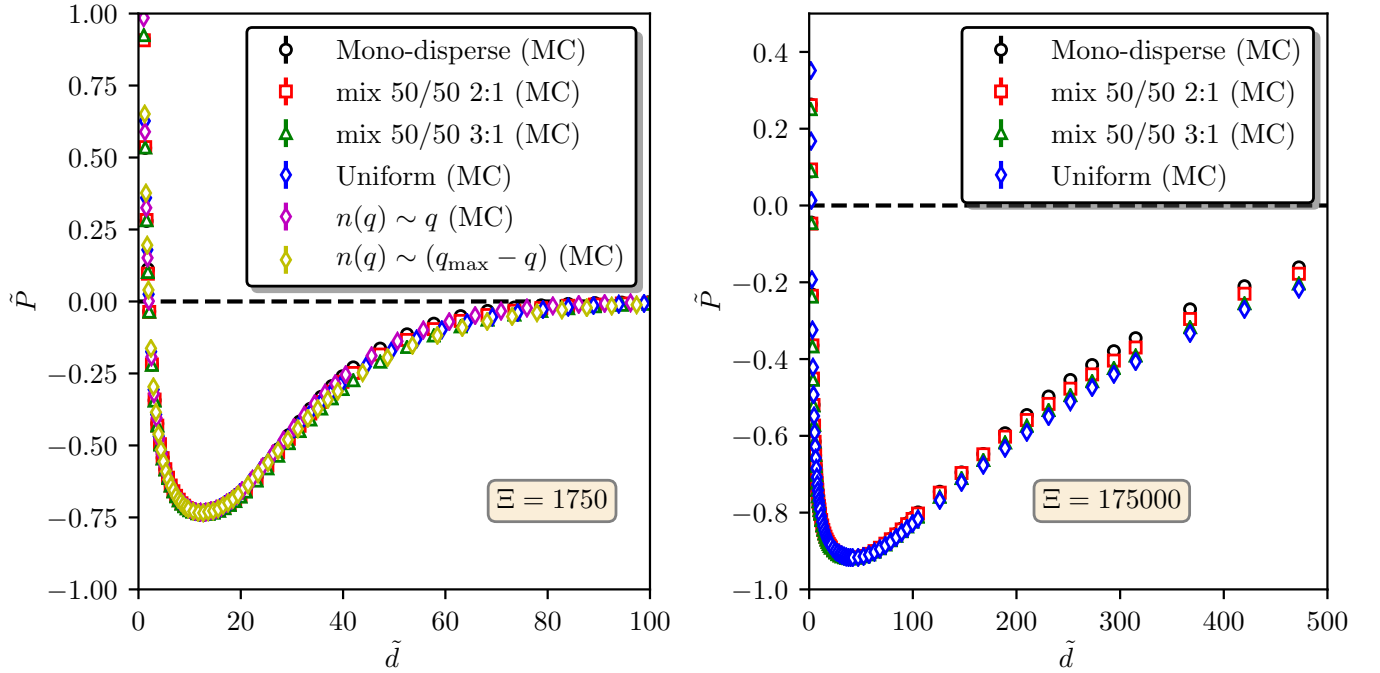 1.00
0.75
0.50
0.25
0.00
−0.25
−0.50
−0.75
−1.00
P̃
0
20
40
60
80
100
d̃
Mono-disperse (MC)
mix 50/50 2:1 (MC)
mix 50/50 3:1 (MC)
Uniform (MC)
n(q) ∼ q (MC)
n(q) ∼ (q_max − q) (MC)
Ξ = 1750
0.4
0.2
0.0
−0.2
−0.4
−0.6
−0.8
−1.0
P̃
0
100
200
300
400
500
d̃
Mono-disperse (MC)
mix 50/50 2:1 (MC)
mix 50/50 3:1 (MC)
Uniform (MC)
Ξ = 175000